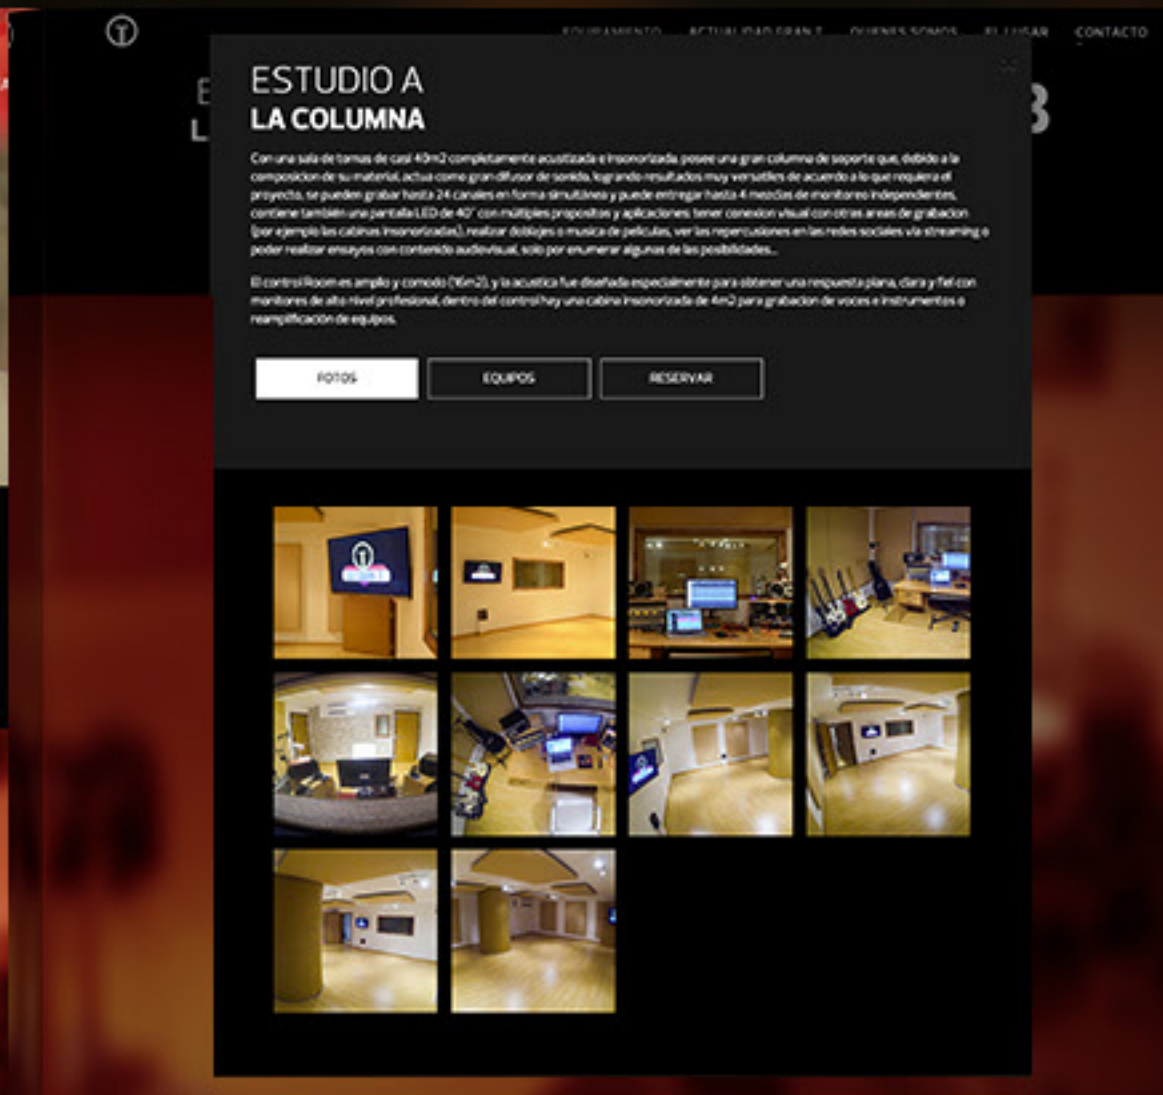 CONTACTO
ESTUDIO A
LA COLUMNA
Con una sala de tomas de casi 49m2 completamente acustizada e insonorizada, posee una gran columna de soporte que, debido a la
composicion de su material, actua como gran difusor de sonido, logrando resultados muy versatiles de acuerdo a lo que requiera el
proyecto, se pueden grabar hasta 24 canales en forma simultánea y puede entregar hasta 4 mezclas de monitoreo independientes,
contiene también una pantalla LED de 40" con múltiples propositos y aplicaciones: tener conexion visual con otras areas de grabacion
(por ejemplo las cabinas insonorizadas), realizar doblajes o musica de películas, ver las repercusiones en las redes sociales via streaming o
poder realizar ensayos con contenido audiovisual, solo por enumerar algunas de las posibilidades...
El control Room es amplio y comodo (16m2), y la acustica fue diseñada especialmente para obtener una respuesta plana, clara y fiel con
monitores de alto nivel profesional, dentro del control hay una cabina insonorizada de 4m2 para grabacion de voces e instrumentos o
reamplificación de equipos.
FOTOS
EQUIPOS
RESERVAR